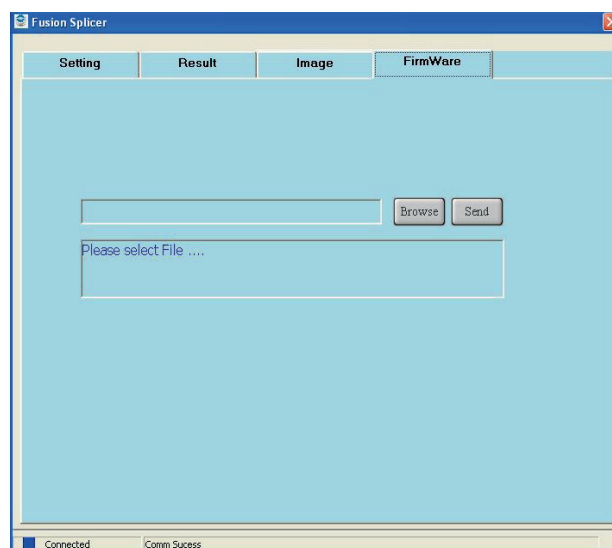 Fusion Splicer
Setting Result Image FirmWare
Browse Send
Please select File ....
Connected Comm Sucess